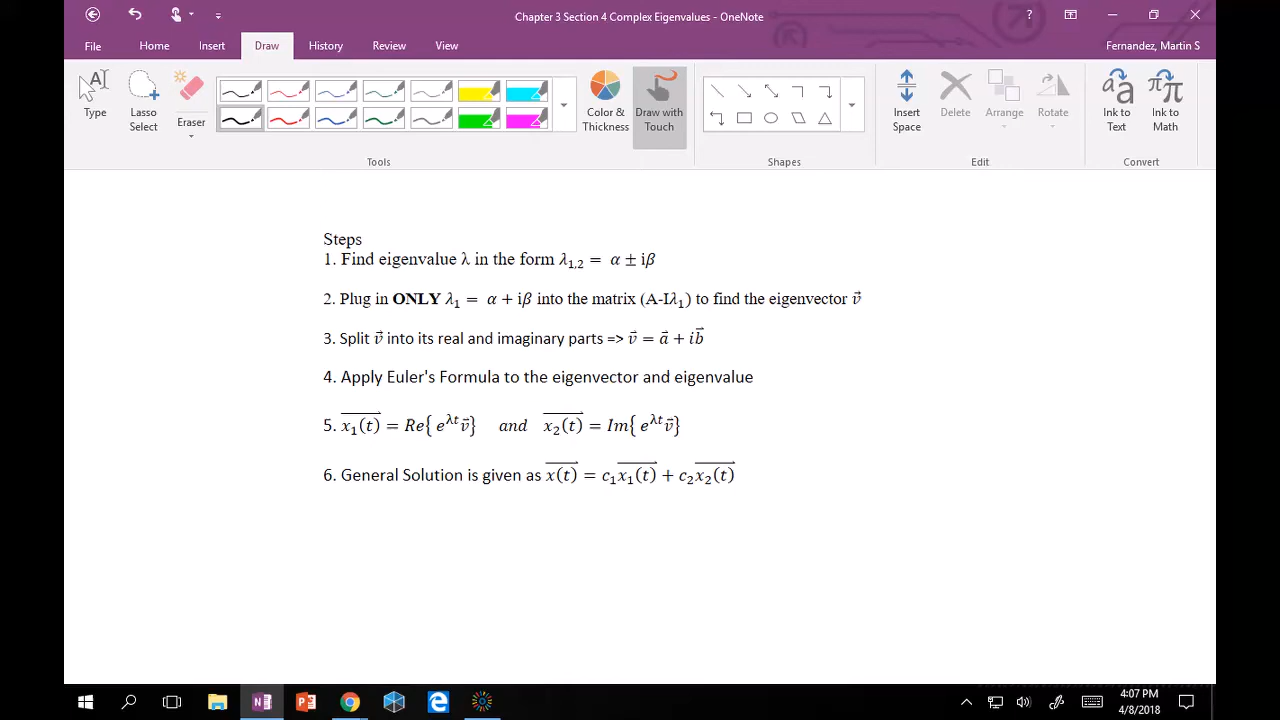 Chapter 3 Section 4 Complex Eigenvalues - OneNote
?
File Home Insert Draw History Review View
Fernandez, Martin S
Type
Lasso Select
Eraser
Color & Thickness
Draw with Touch
Insert Space
Delete
Arrange
Rotate
Ink to Text
Ink to Math
Tools
Shapes
Edit
Convert
Steps
1. Find eigenvalue λ in the form λ₁,₂ = α ± iβ
2. Plug in ONLY λ₁ = α + iβ into the matrix (A-Iλ₁) to find the eigenvector v⃗
3. Split v⃗ into its real and imaginary parts => v⃗ = a⃗ + ib⃗
4. Apply Euler's Formula to the eigenvector and eigenvalue
5. x₁(t)⃗ = Re{ e^λt v⃗} and x₂(t)⃗ = Im{ e^λt v⃗}
6. General Solution is given as x(t)⃗ = c₁x₁(t)⃗ + c₂x₂(t)⃗
4:07 PM
4/8/2018